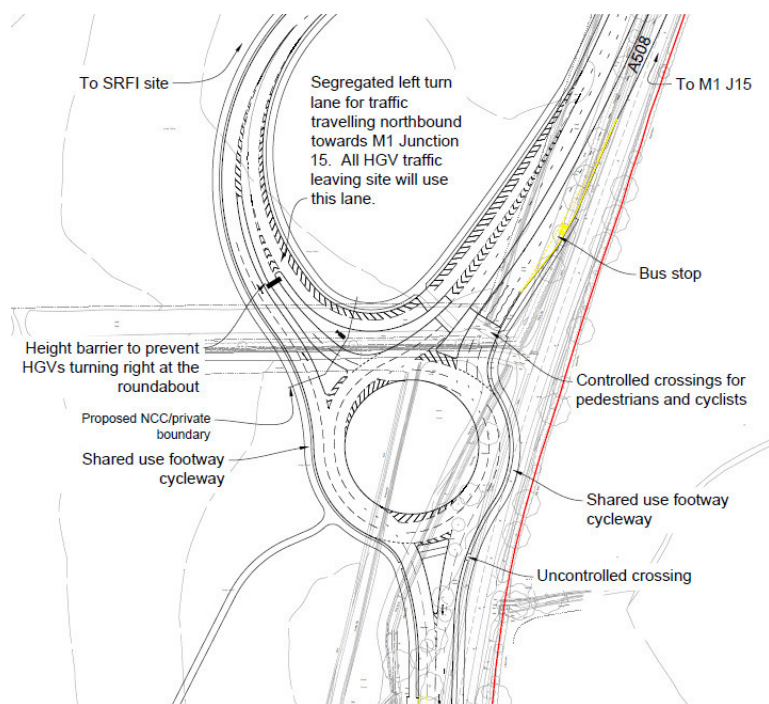 To SRFI site
Segregated left turn
lane for traffic
travelling northbound
towards M1 Junction
15. All HGV traffic
leaving site will use
this lane.
A508
To M1 J15
Bus stop
Height barrier to prevent
HGVs turning right at the
roundabout
Controlled crossings for
pedestrians and cyclists
Proposed NCC/private
boundary
Shared use footway
cycleway
Shared use footway
cycleway
Uncontrolled crossing